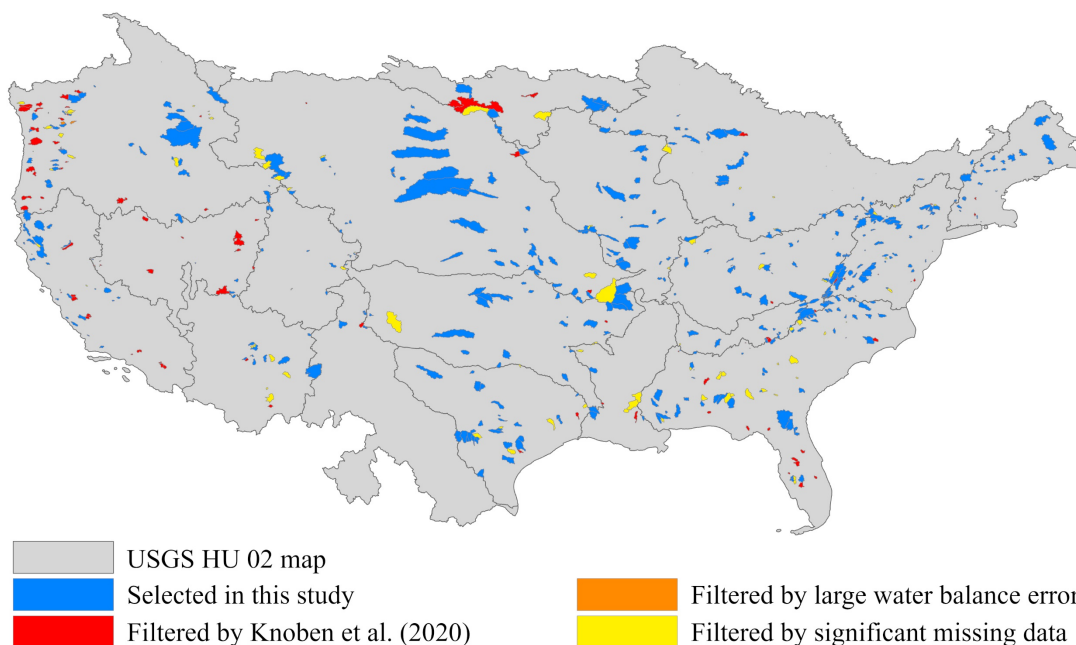 USGS HU 02 map
Selected in this study
Filtered by Knoben et al. (2020)
Filtered by large water balance error
Filtered by significant missing data